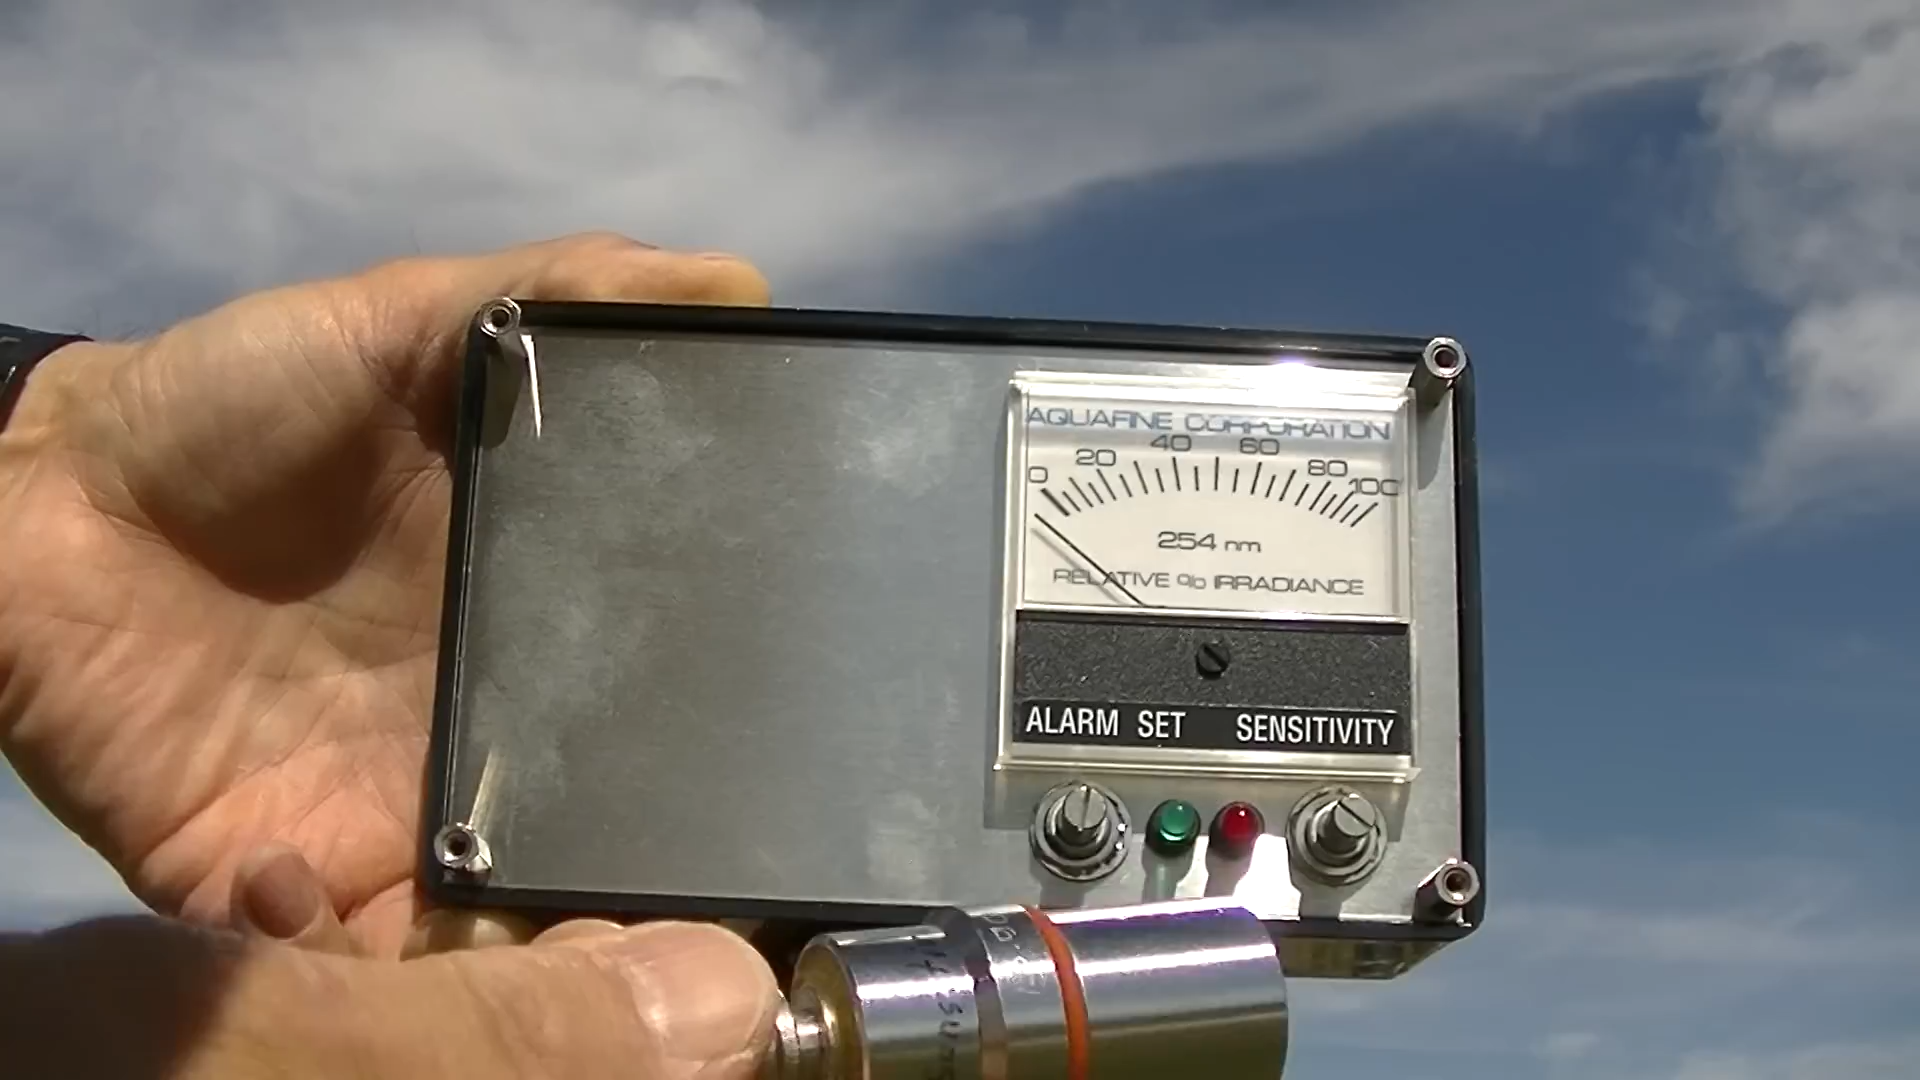 AQUAFINE CORPORATION
0 20 40 60 80 100
254 nm
RELATIVE % IRRADIANCE
ALARM SET SENSITIVITY